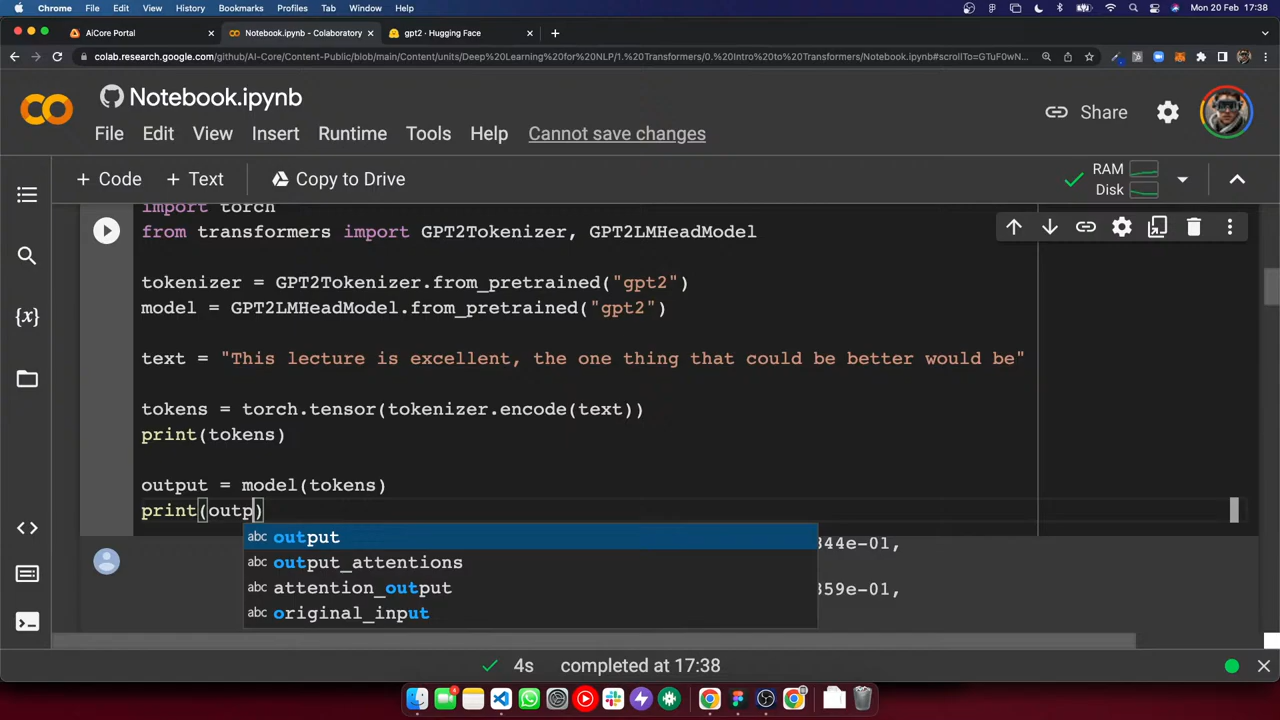 Chrome File Edit View History Bookmarks Profiles Tab Window Help Mon 20 Feb 17:38
AiCore Portal Notebook.ipynb - Colaboratory gpt2 · Hugging Face
colab.research.google.com/github/AI-Core/Content-Public/blob/main/Content/units/Deep%20Learning%20for%20NLP/1.%20Transformers/0.%20Intro%20to%20Transformers/Notebook.ipynb#scrollTo=GTuF0wN...
Notebook.ipynb
Share
File Edit View Insert Runtime Tools Help Cannot save changes
+ Code + Text Copy to Drive RAM Disk
import torch
from transformers import GPT2Tokenizer, GPT2LMHeadModel
tokenizer = GPT2Tokenizer.from_pretrained("gpt2")
model = GPT2LMHeadModel.from_pretrained("gpt2")
text = "This lecture is excellent, the one thing that could be better would be"
tokens = torch.tensor(tokenizer.encode(text))
print(tokens)
output = model(tokens)
print(outp)
abc output
abc output_attentions
abc attention_output
abc original_input
344e-01,
359e-01,
4s completed at 17:38